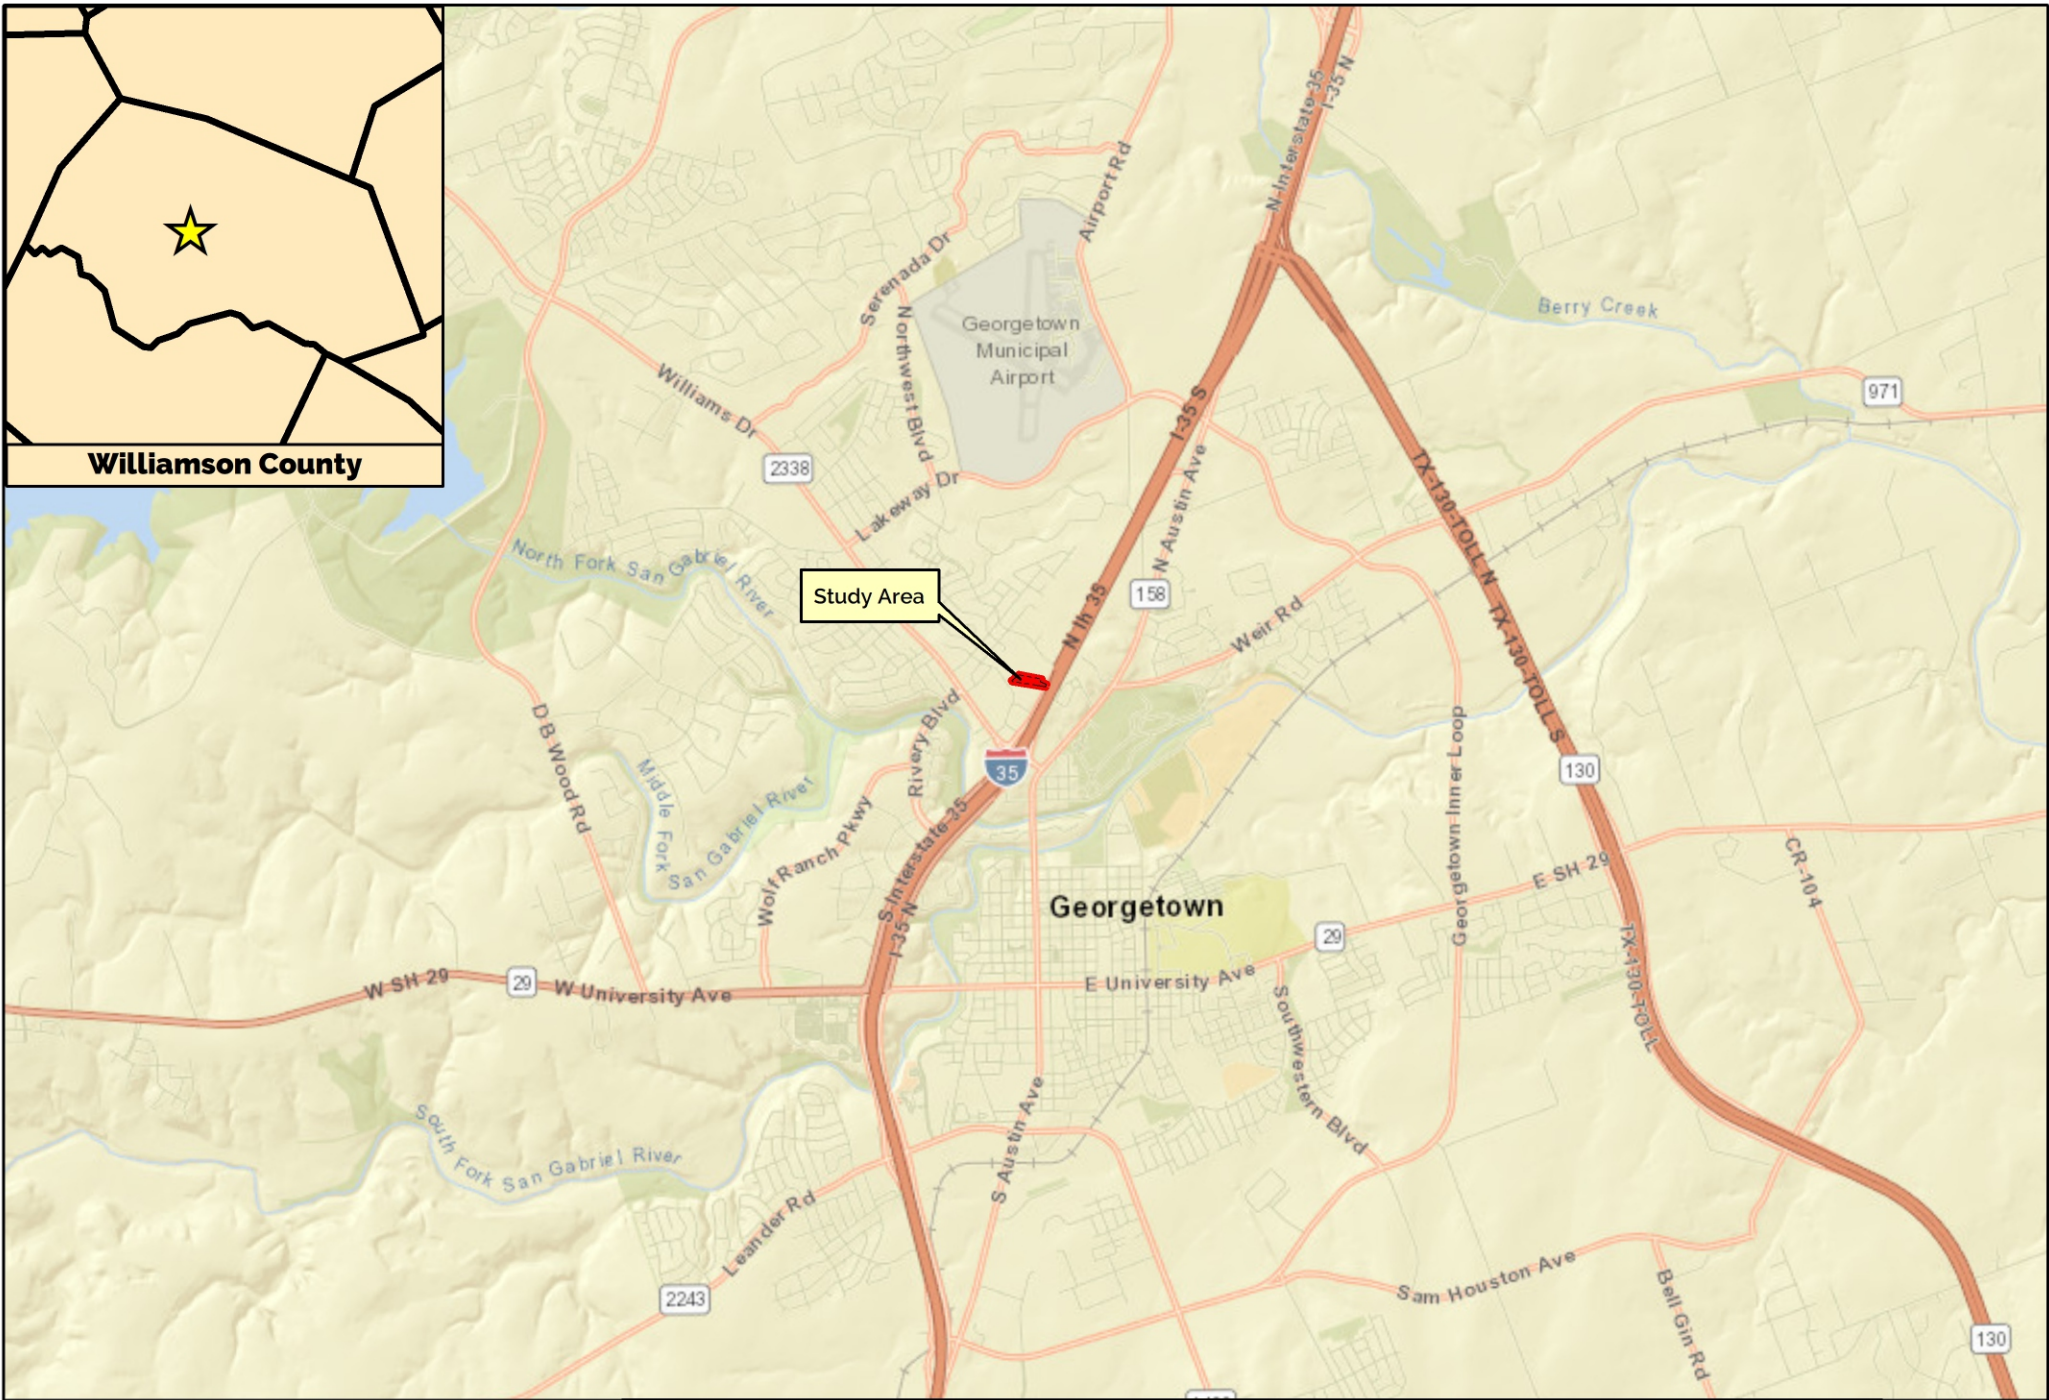 Williamson County
N Interstate 35
I-35 N
Airport Rd
Serenada Dr
Northwest Blvd
Georgetown
Municipal
Airport
Berry Creek
Williams Dr
I-35 S
971
2338
Lakeway Dr
N Austin Ave
TX-130-TOLL N
North Fork San Gabriel River
Study Area
N Ih 35
158
Weir Rd
TX-130-TOLL S
D B Wood Rd
Rivery Blvd
Middle Fork
San Gabriel River
35
Georgetown Inner Loop
130
Wolf Ranch Pkwy
S Interstate 35
I-35 N
Georgetown
E SH 29
CR-104
29
W SH 29
29
W University Ave
E University Ave
Southwestern Blvd
TX-130-TOLL
South Fork San Gabriel River
S Austin Ave
Leander Rd
2243
Sam Houston Ave
Bell Gin Rd
130